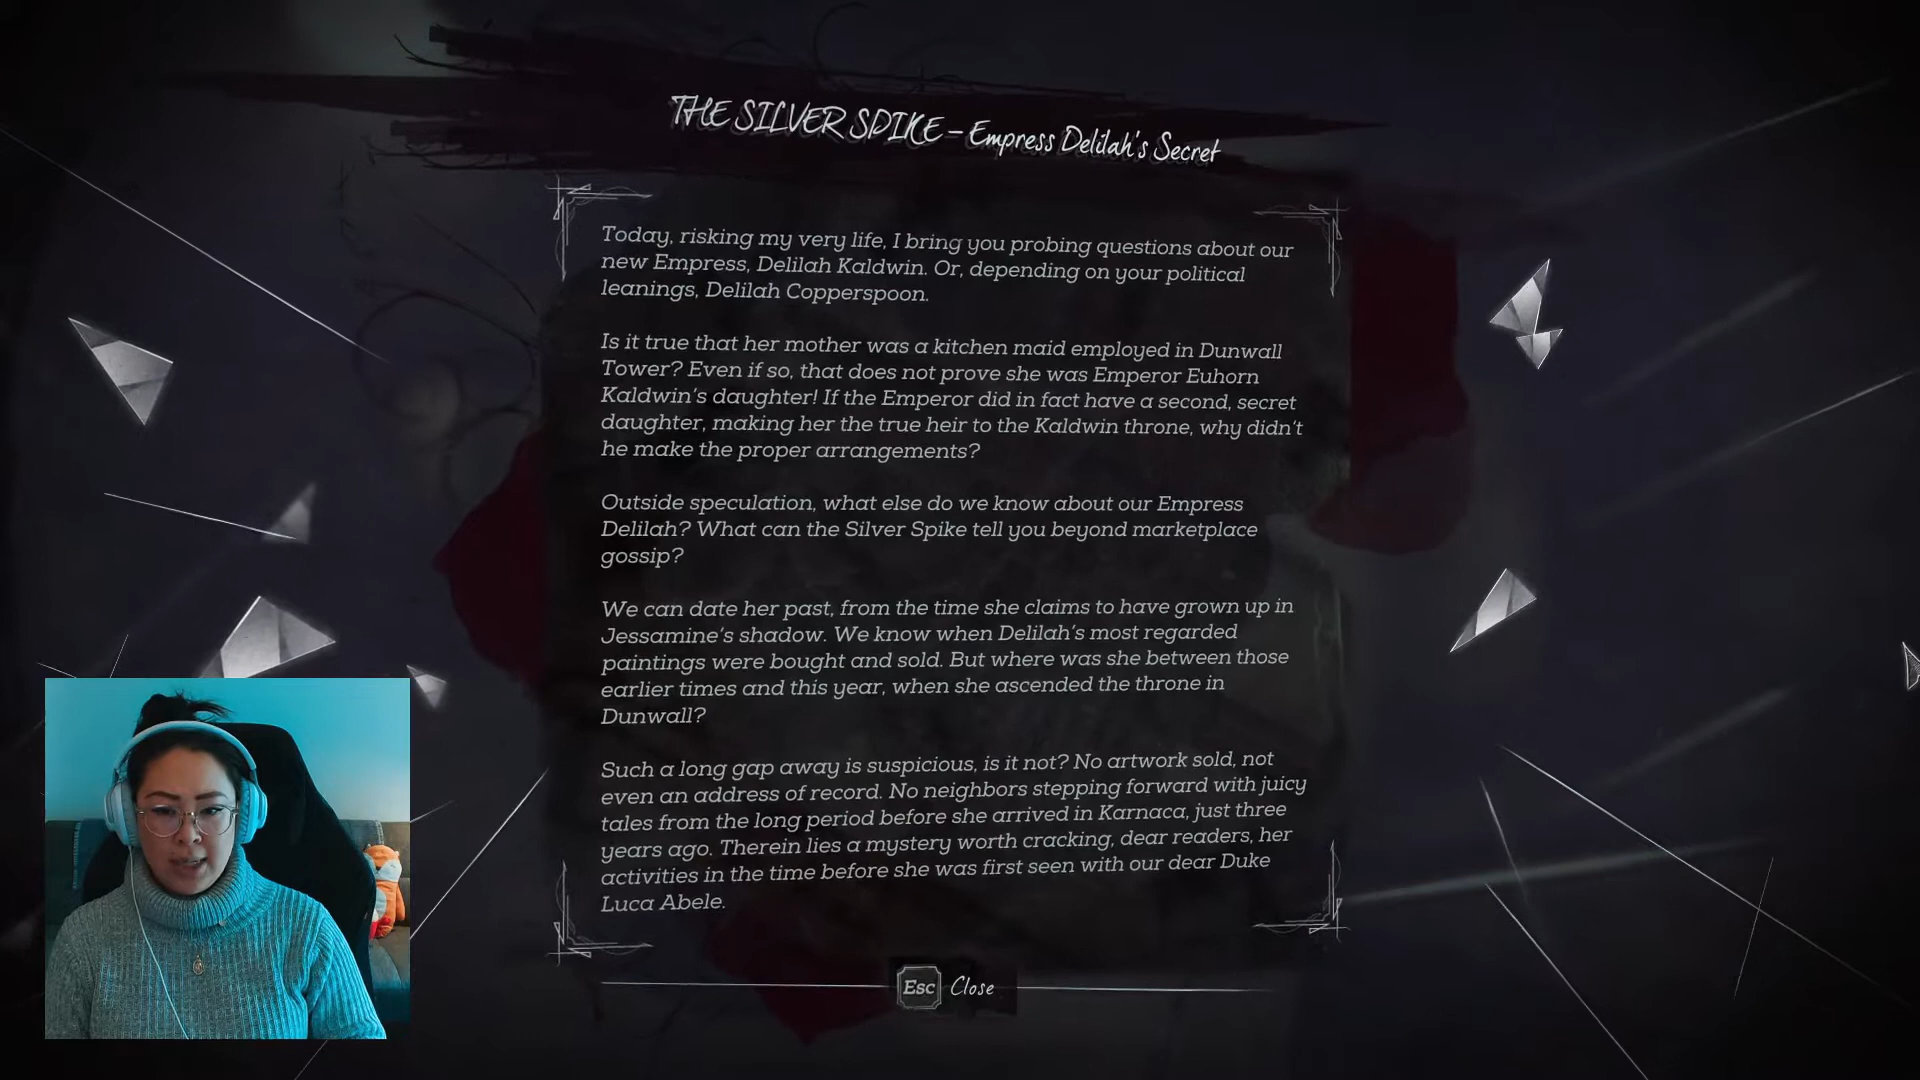 THE SILVER SPIKE – Empress Delilah's Secret
Today, risking my very life, I bring you probing questions about our
new Empress, Delilah Kaldwin. Or, depending on your political
leanings, Delilah Copperspoon.
Is it true that her mother was a kitchen maid employed in Dunwall
Tower? Even if so, that does not prove she was Emperor Euhorn
Kaldwin's daughter! If the Emperor did in fact have a second, secret
daughter, making her the true heir to the Kaldwin throne, why didn't
he make the proper arrangements?
Outside speculation, what else do we know about our Empress
Delilah? What can the Silver Spike tell you beyond marketplace
gossip?
We can date her past, from the time she claims to have grown up in
Jessamine's shadow. We know when Delilah's most regarded
paintings were bought and sold. But where was she between those
earlier times and this year, when she ascended the throne in
Dunwall?
Such a long gap away is suspicious, is it not? No artwork sold, not
even an address of record. No neighbors stepping forward with juicy
tales from the long period before she arrived in Karnaca, just three
years ago. Therein lies a mystery worth cracking, dear readers, her
activities in the time before she was first seen with our dear Duke
Luca Abele.
Esc Close